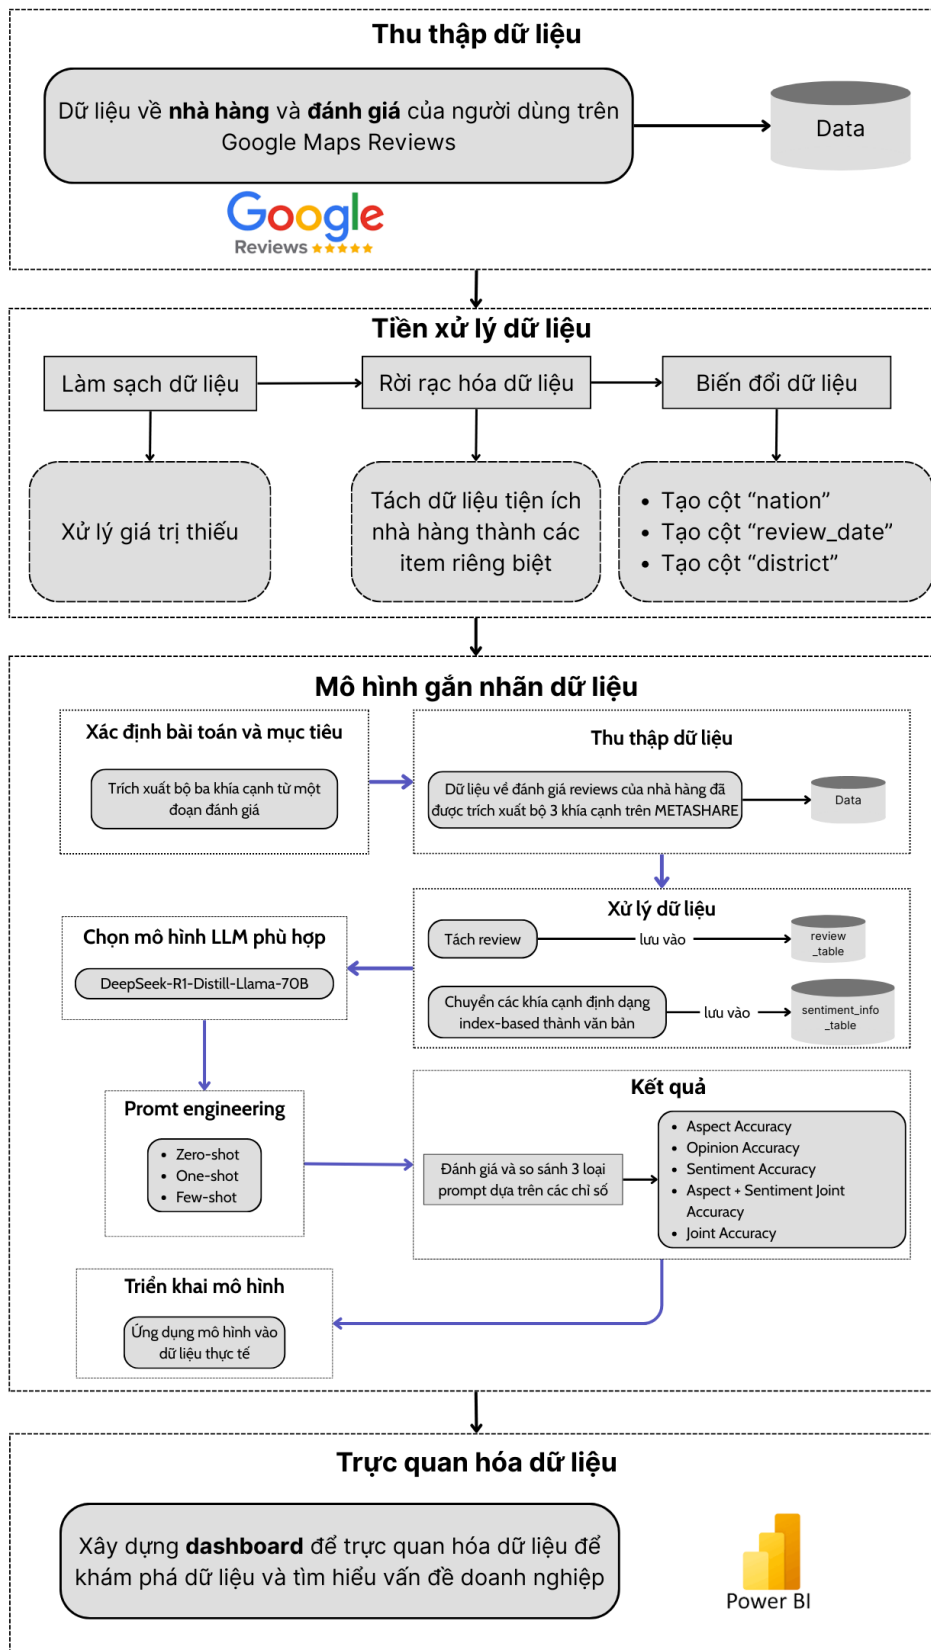 Thu thập dữ liệu
Dữ liệu về nhà hàng và đánh giá của người dùng trên
Google Maps Reviews
Data
Google
Reviews
Tiền xử lý dữ liệu
Làm sạch dữ liệu
Rời rạc hóa dữ liệu
Biến đổi dữ liệu
Xử lý giá trị thiếu
Tách dữ liệu tiện ích
nhà hàng thành các
item riêng biệt
• Tạo cột “nation”
• Tạo cột “review_date”
• Tạo cột “district”
Mô hình gắn nhãn dữ liệu
Xác định bài toán và mục tiêu
Trích xuất bộ ba khía cạnh từ một
đoạn đánh giá
Thu thập dữ liệu
Dữ liệu về đánh giá reviews của nhà hàng đã
được trích xuất bộ 3 khía cạnh trên METASHARE
Data
Xử lý dữ liệu
Tách review
lưu vào
review
_table
Chuyển các khía cạnh định dạng
index-based thành văn bản
lưu vào
sentiment_info
_table
Chọn mô hình LLM phù hợp
DeepSeek-R1-Distill-Llama-70B
Promt engineering
• Zero-shot
• One-shot
• Few-shot
Kết quả
Đánh giá và so sánh 3 loại
prompt dựa trên các chỉ số
• Aspect Accuracy
• Opinion Accuracy
• Sentiment Accuracy
• Aspect + Sentiment Joint
Accuracy
• Joint Accuracy
Triển khai mô hình
Ứng dụng mô hình vào
dữ liệu thực tế
Trực quan hóa dữ liệu
Xây dựng dashboard để trực quan hóa dữ liệu để
khám phá dữ liệu và tìm hiểu vấn đề doanh nghiệp
Power BI